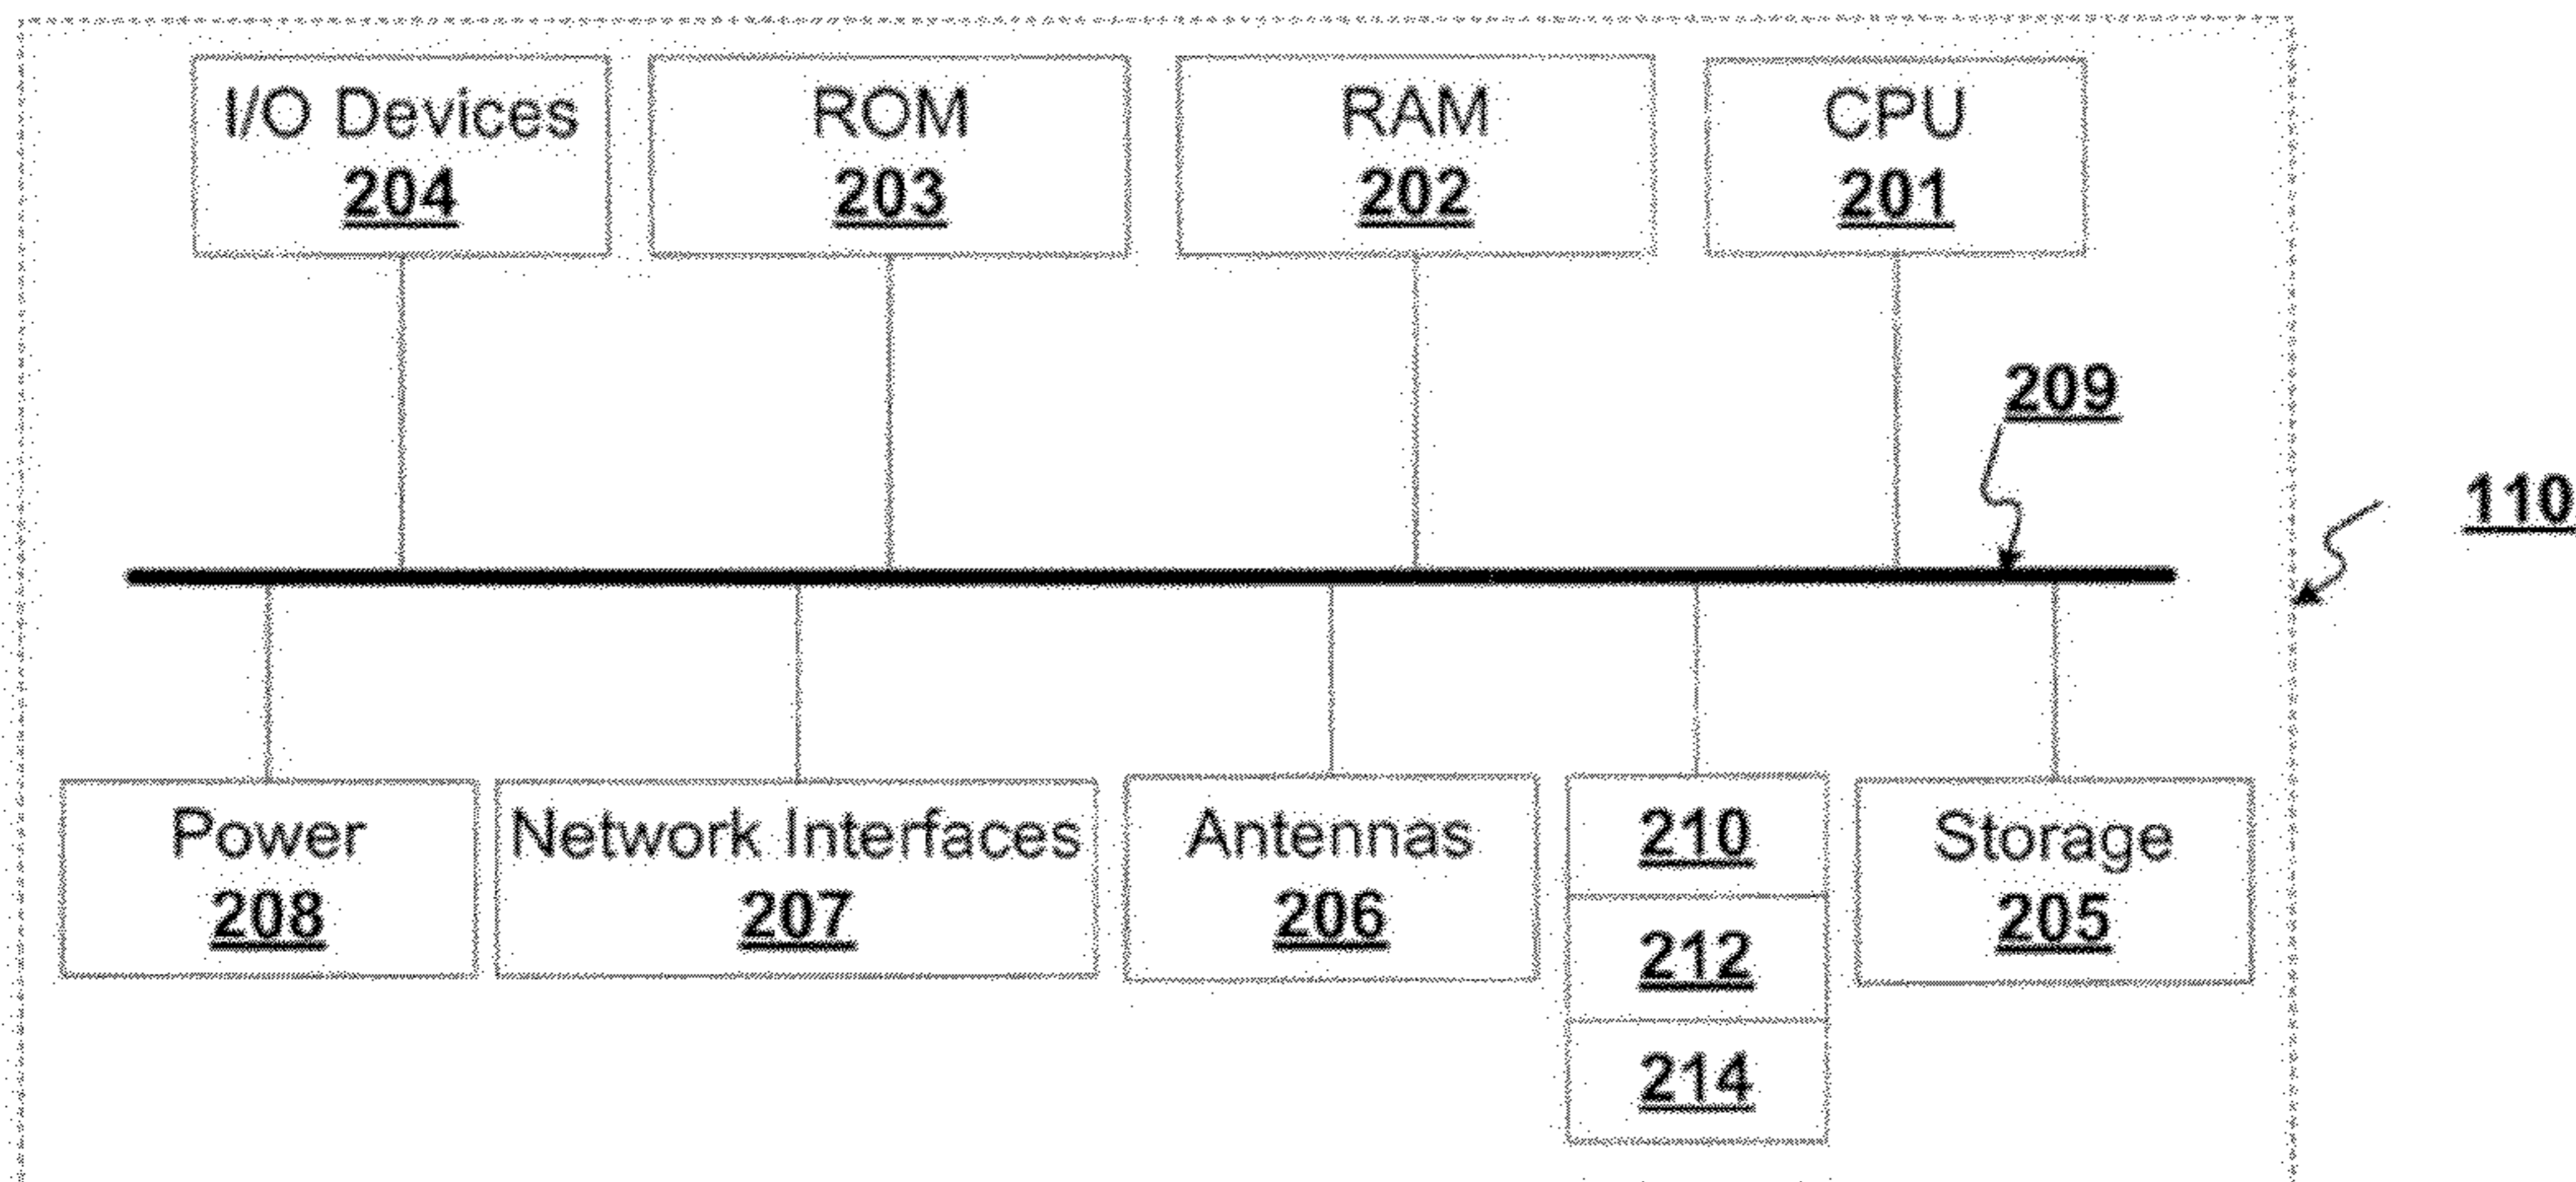 I/O Devices
204
ROM
203
RAM
202
CPU
201
209
110
Power
208
Network Interfaces
207
Antennas
206
210
212
214
Storage
205